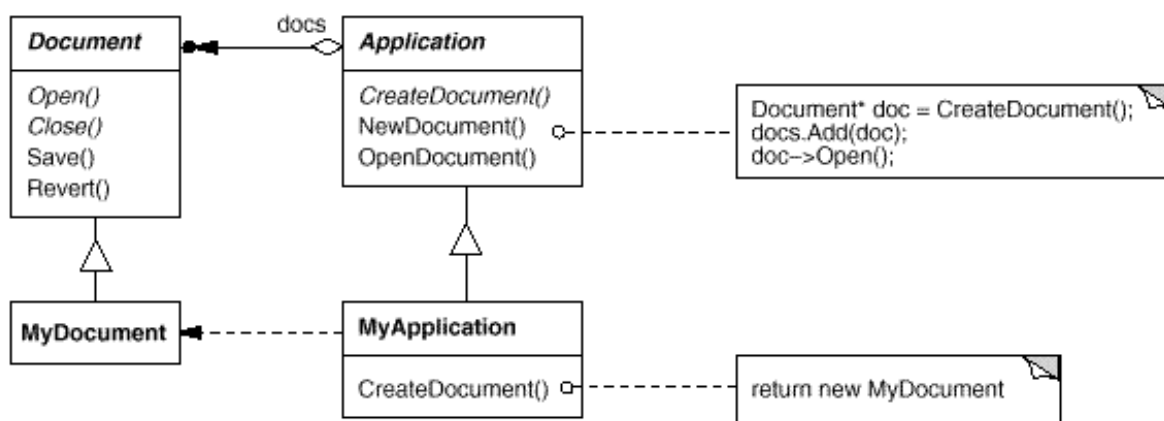 docs
Document
Open()
Close()
Save()
Revert()
Application
CreateDocument()
NewDocument()
OpenDocument()
Document* doc = CreateDocument();
docs.Add(doc);
doc->Open();
MyDocument
MyApplication
CreateDocument()
return new MyDocument